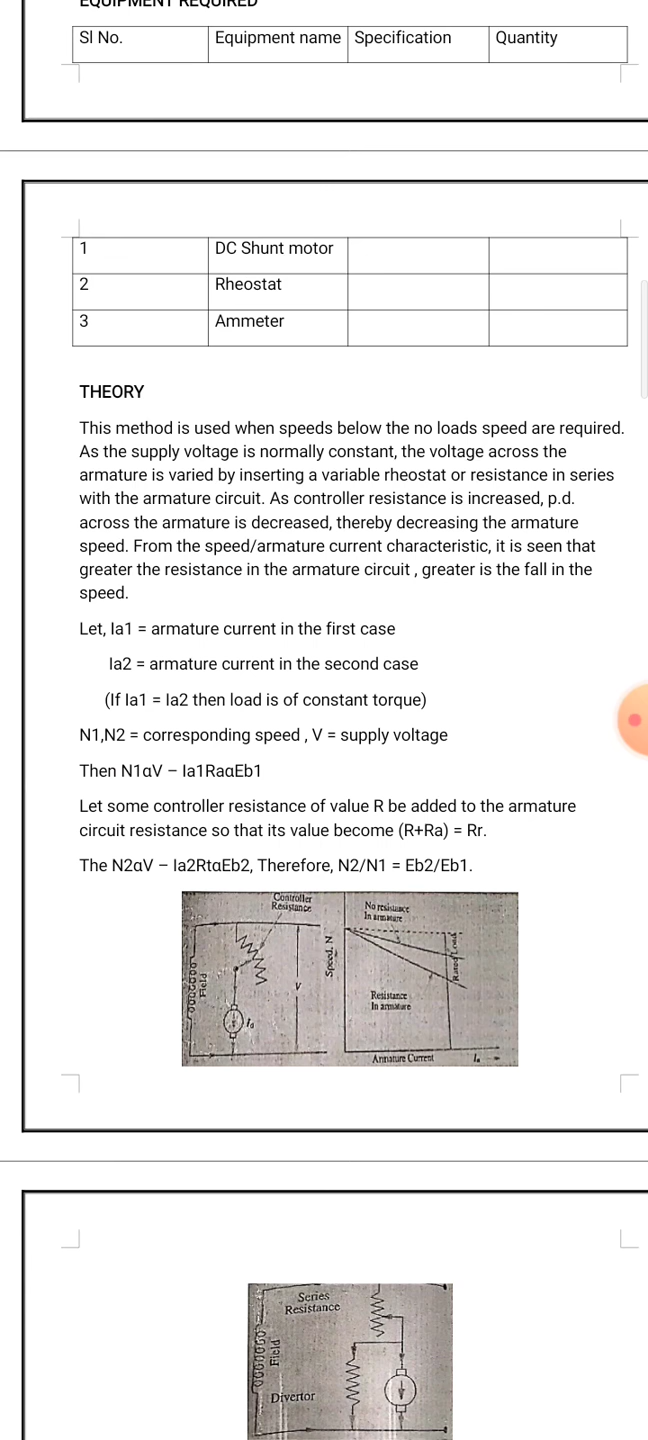 EQUIPMENT REQUIRED
Sl No. Equipment name Specification Quantity
1 DC Shunt motor
2 Rheostat
3 Ammeter
THEORY
This method is used when speeds below the no loads speed are required.
As the supply voltage is normally constant, the voltage across the
armature is varied by inserting a variable rheostat or resistance in series
with the armature circuit. As controller resistance is increased, p.d.
across the armature is decreased, thereby decreasing the armature
speed. From the speed/armature current characteristic, it is seen that
greater the resistance in the armature circuit , greater is the fall in the
speed.
Let, Ia1 = armature current in the first case
Ia2 = armature current in the second case
(If Ia1 = Ia2 then load is of constant torque)
N1,N2 = corresponding speed , V = supply voltage
Then N1αV – Ia1RaαEb1
Let some controller resistance of value R be added to the armature
circuit resistance so that its value become (R+Ra) = Rr.
The N2αV – Ia2RtαEb2, Therefore, N2/N1 = Eb2/Eb1.
Controller
Resistance
Field
V
Ia
Speed, N
No resistance
In armature
Rated Load
Resistance
In armature
Armature Current Ia
Series
Resistance
Field
Divertor